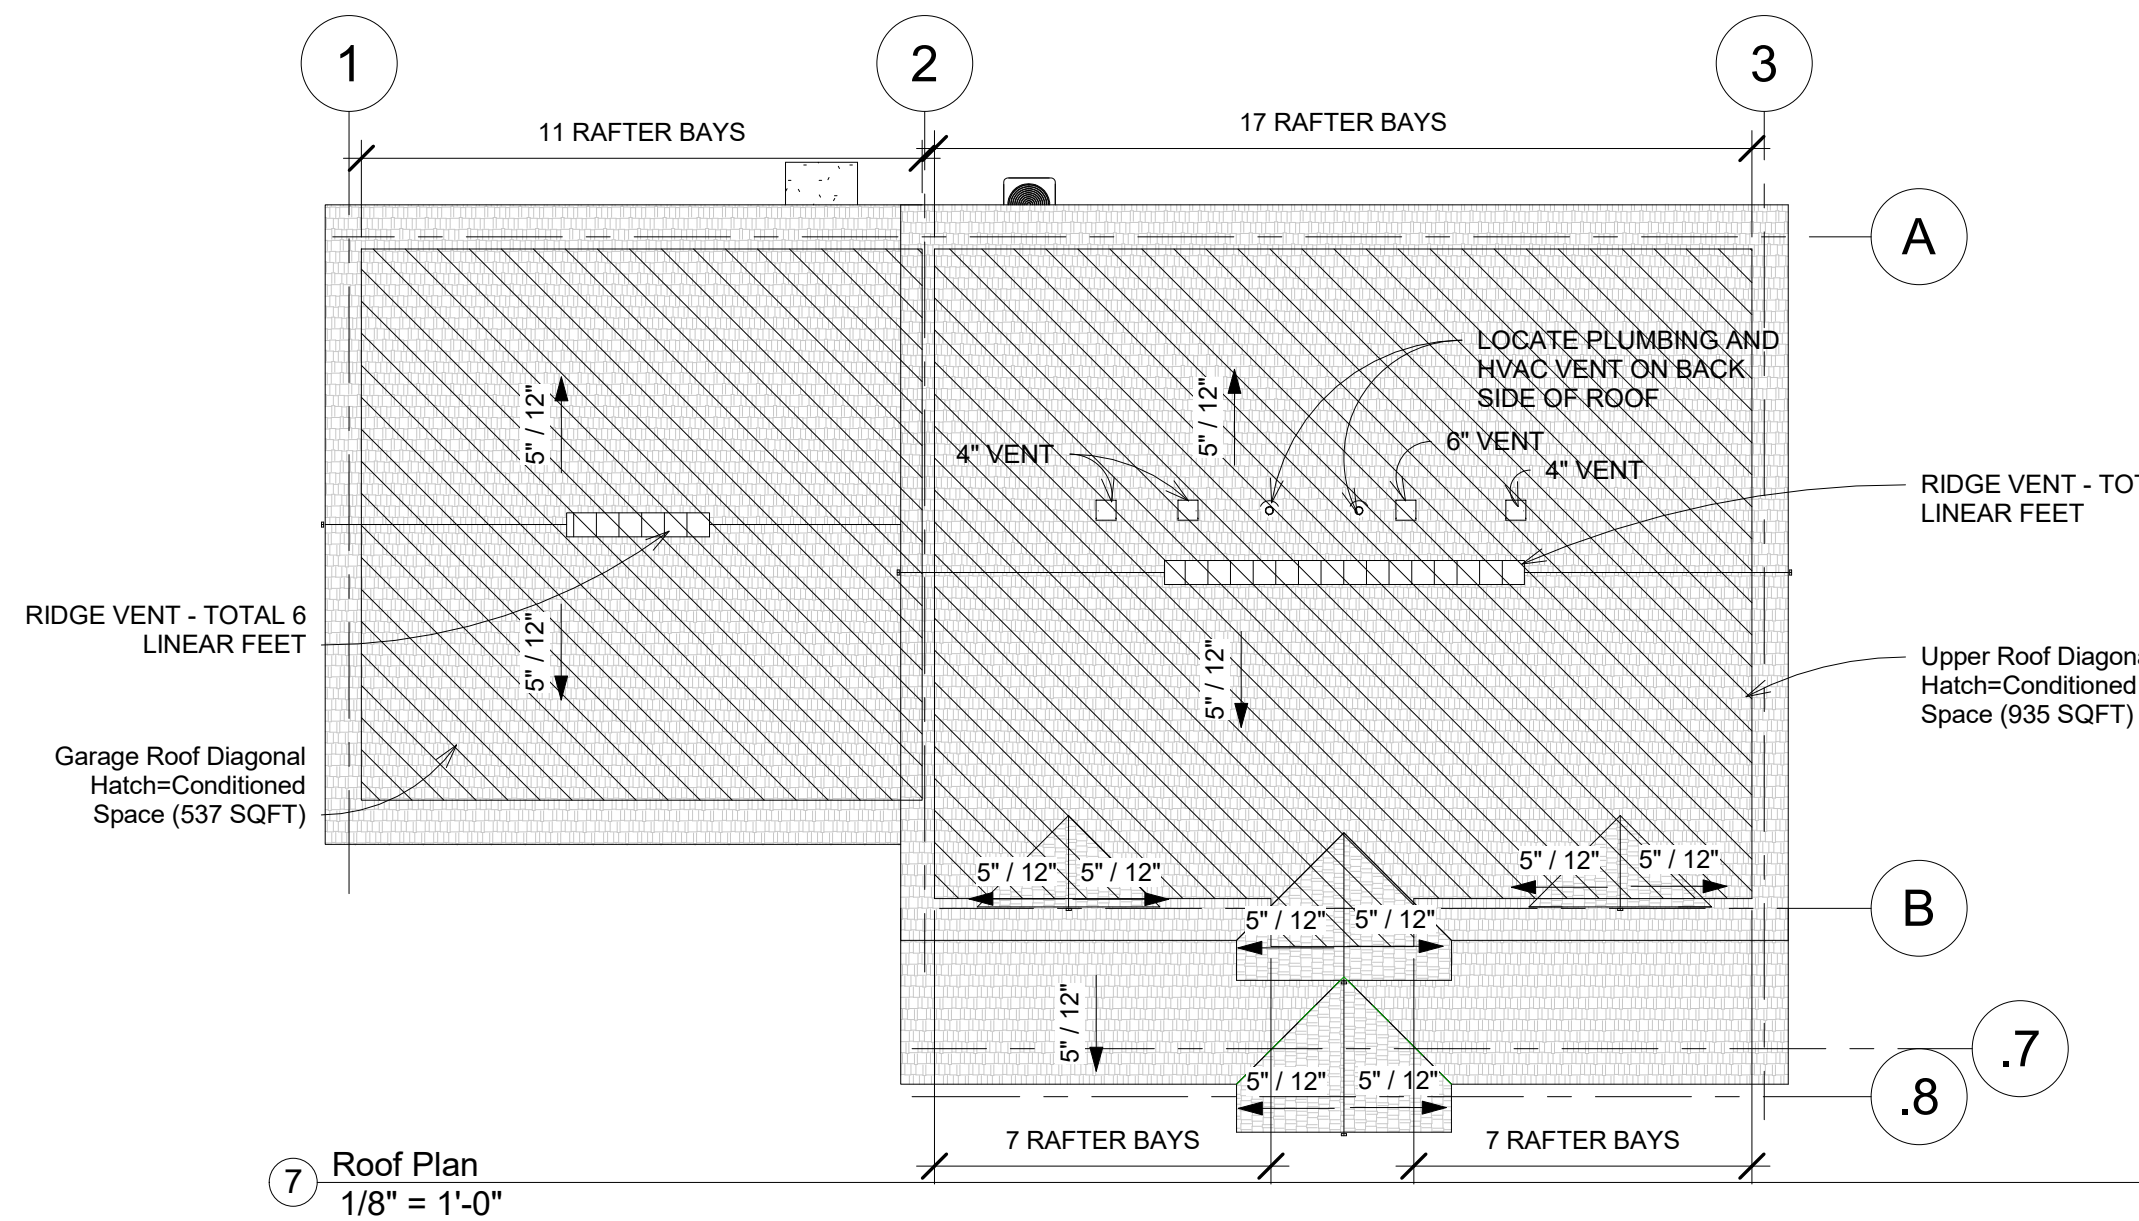 1
2
3
11 RAFTER BAYS
17 RAFTER BAYS
A
LOCATE PLUMBING AND
HVAC VENT ON BACK
SIDE OF ROOF
5" / 12"
5" / 12"
4" VENT
6" VENT
4" VENT
RIDGE VENT - TOT
LINEAR FEET
RIDGE VENT - TOTAL 6
LINEAR FEET
5" / 12"
5" / 12"
Upper Roof Diagona
Hatch=Conditioned
Space (935 SQFT)
Garage Roof Diagonal
Hatch=Conditioned
Space (537 SQFT)
5" / 12" 5" / 12"
5" / 12" 5" / 12"
B
5" / 12" 5" / 12"
5" / 12"
.7
5" / 12" 5" / 12"
.8
7 RAFTER BAYS
7 RAFTER BAYS
7 Roof Plan
1/8" = 1'-0"